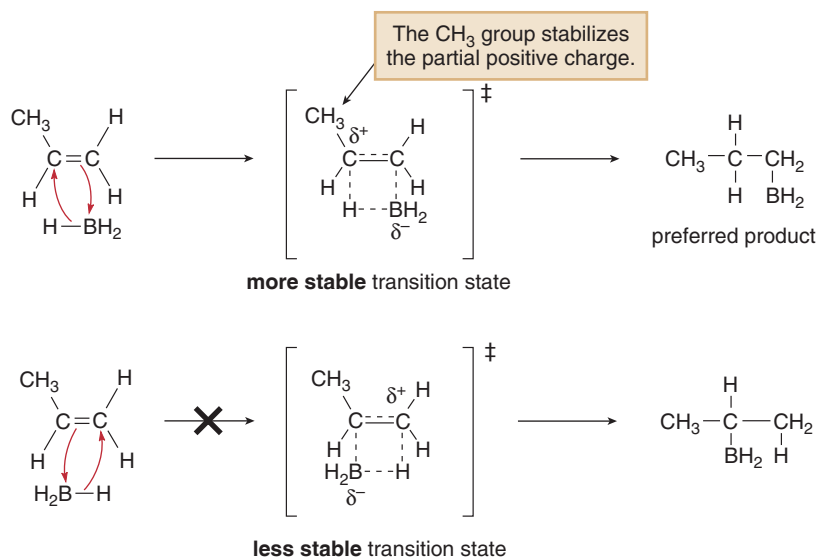 The CH₃ group stabilizes
the partial positive charge.
‡
CH₃ H
δ⁺
C=C
H H
H—BH₂
CH₃ H
C=C
H H
H--BH₂
δ⁻
H
CH₃—C—CH₂
H BH₂
preferred product
more stable transition state
‡
CH₃ H
C=C
H H
H₂B—H
CH₃ δ⁺ H
C=C
H H
H₂B--H
δ⁻
H
CH₃—C—CH₂
BH₂ H
less stable transition state